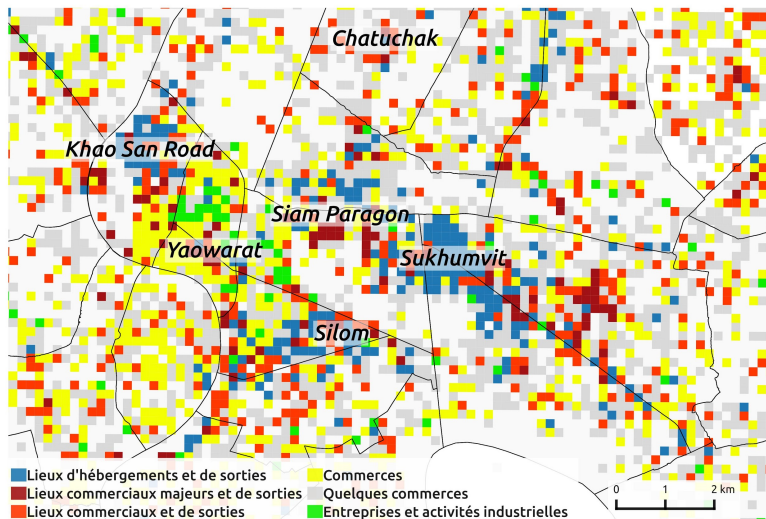 Chatuchak
Khao San Road
Siam Paragon
Yaowarat
Sukhumvit
Silom
Lieux d'hébergements et de sorties
Lieux commerciaux majeurs et de sorties
Lieux commerciaux et de sorties
Commerces
Quelques commerces
Entreprises et activités industrielles
0 1 2 km